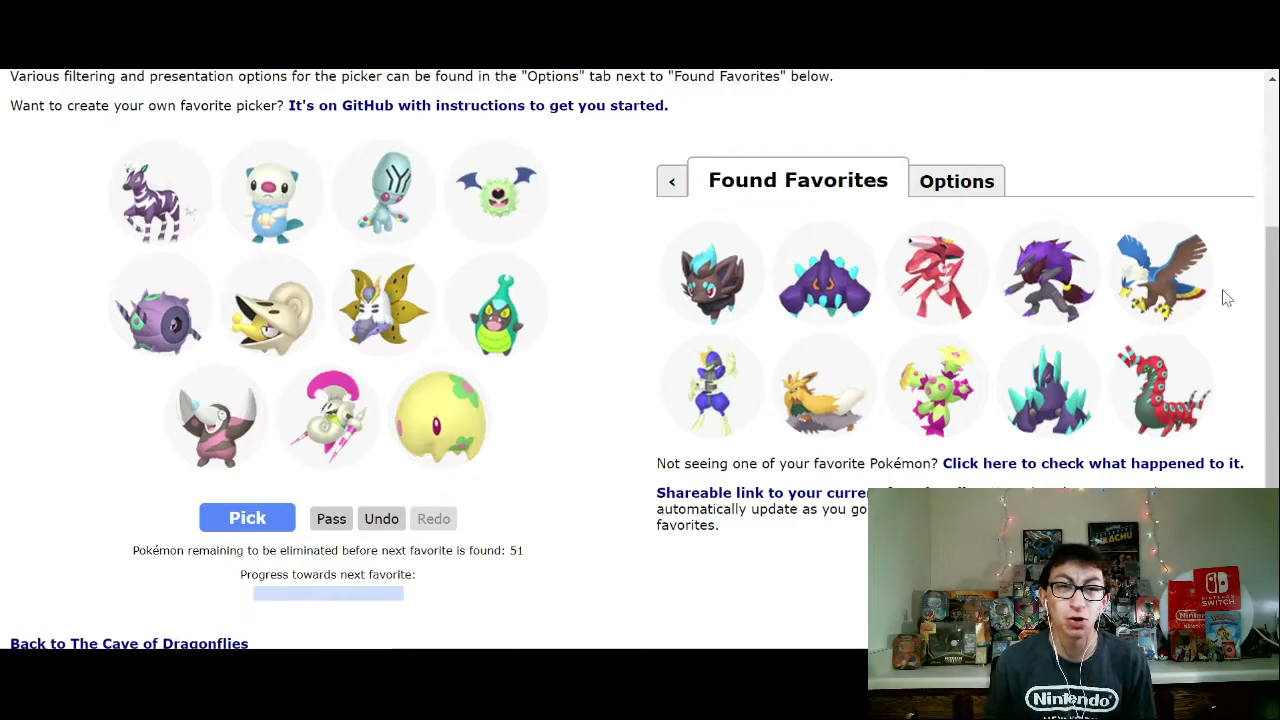 Various filtering and presentation options for the picker can be found in the "Options" tab next to "Found Favorites" below.
Want to create your own favorite picker? It's on GitHub with instructions to get you started.
< Found Favorites Options
Not seeing one of your favorite Pokémon? Click here to check what happened to it.
Shareable link to your
automatically update as you go
favorites.
Pick Pass Undo Redo
Pokémon remaining to be eliminated before next favorite is found: 51
Progress towards next favorite:
Back to The Cave of Dragonflies
PIKACHU
NINTENDO
SWITCH
Nintendo
Nintendo